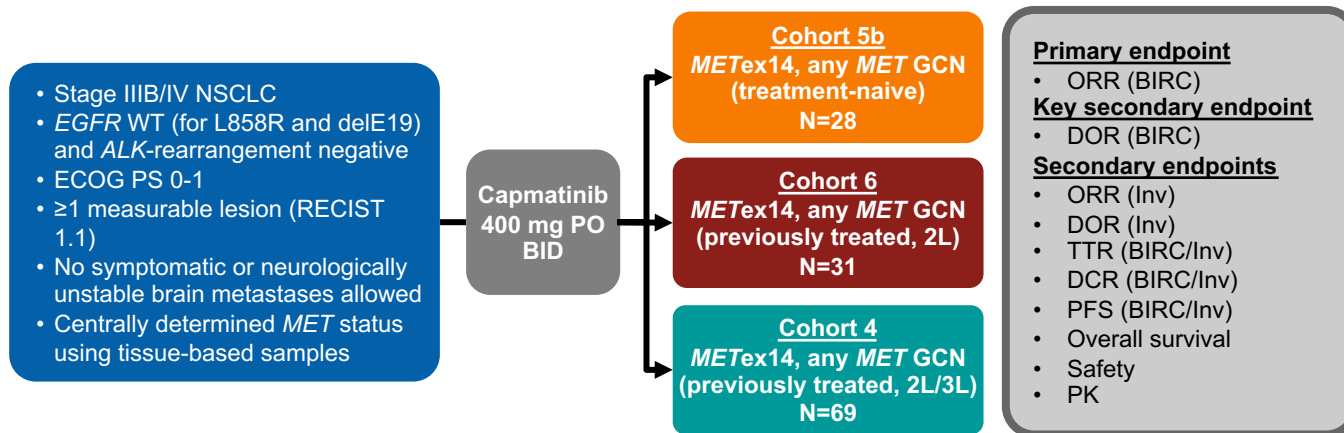 • Stage IIIB/IV NSCLC
• EGFR WT (for L858R and delE19)
and ALK-rearrangement negative
• ECOG PS 0-1
• ≥1 measurable lesion (RECIST
1.1)
• No symptomatic or neurologically
unstable brain metastases allowed
• Centrally determined MET status
using tissue-based samples
Capmatinib
400 mg PO
BID
Cohort 5b
METex14, any MET GCN
(treatment-naive)
N=28
Cohort 6
METex14, any MET GCN
(previously treated, 2L)
N=31
Cohort 4
METex14, any MET GCN
(previously treated, 2L/3L)
N=69
Primary endpoint
• ORR (BIRC)
Key secondary endpoint
• DOR (BIRC)
Secondary endpoints
• ORR (Inv)
• DOR (Inv)
• TTR (BIRC/Inv)
• DCR (BIRC/Inv)
• PFS (BIRC/Inv)
• Overall survival
• Safety
• PK